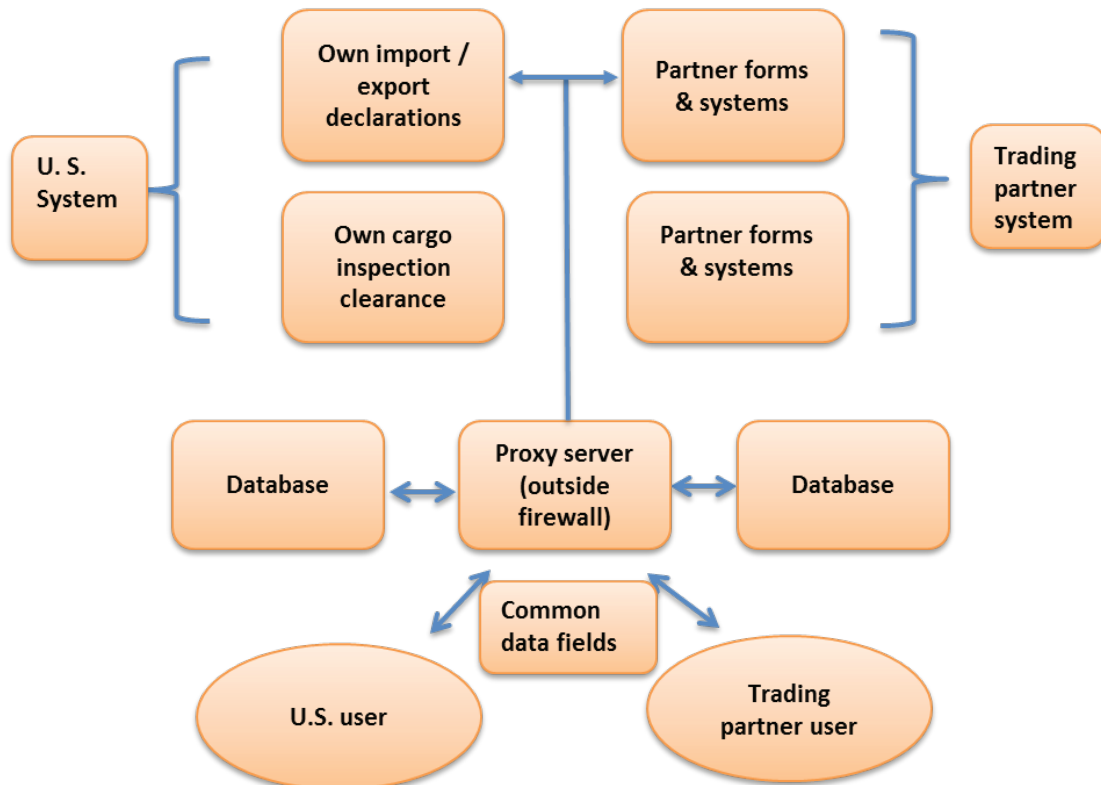 Own import /
export
declarations
Partner forms
& systems
U. S.
System
Trading
partner
system
Own cargo
inspection
clearance
Partner forms
& systems
Database
Proxy server
(outside
firewall)
Database
Common
data fields
U.S. user
Trading
partner user